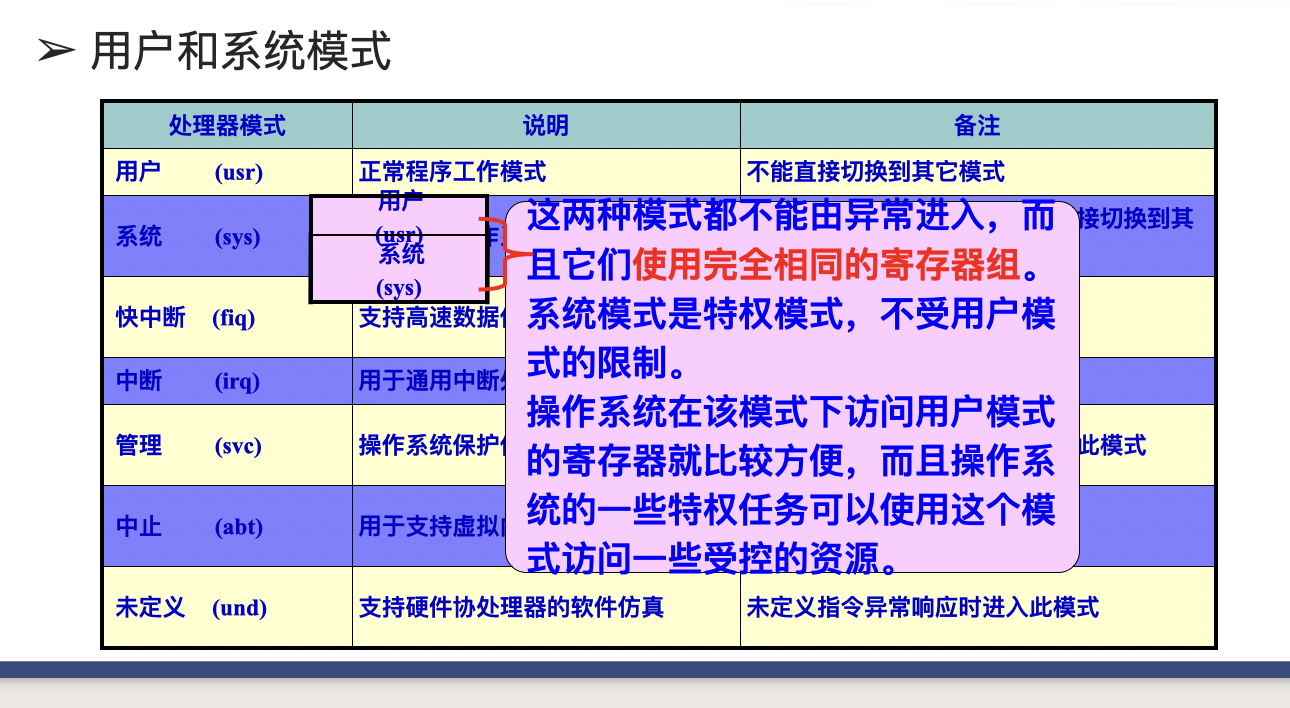 ➢ 用户和系统模式
处理器模式 说明 备注
用户 (usr) 正常程序工作模式 不能直接切换到其它模式
系统 (sys) 接切换到其
快中断 (fiq) 支持高速数据
中断 (irq) 用于通用中断
管理 (svc) 操作系统保护 此模式
中止 (abt) 用于支持虚拟
未定义 (und) 支持硬件协处理器的软件仿真 未定义指令异常响应时进入此模式
用户
(usr)
系统
(sys)
这两种模式都不能由异常进入，而
且它们使用完全相同的寄存器组。
系统模式是特权模式，不受用户模
式的限制。
操作系统在该模式下访问用户模式
的寄存器就比较方便，而且操作系
统的一些特权任务可以使用这个模
式访问一些受控的资源。